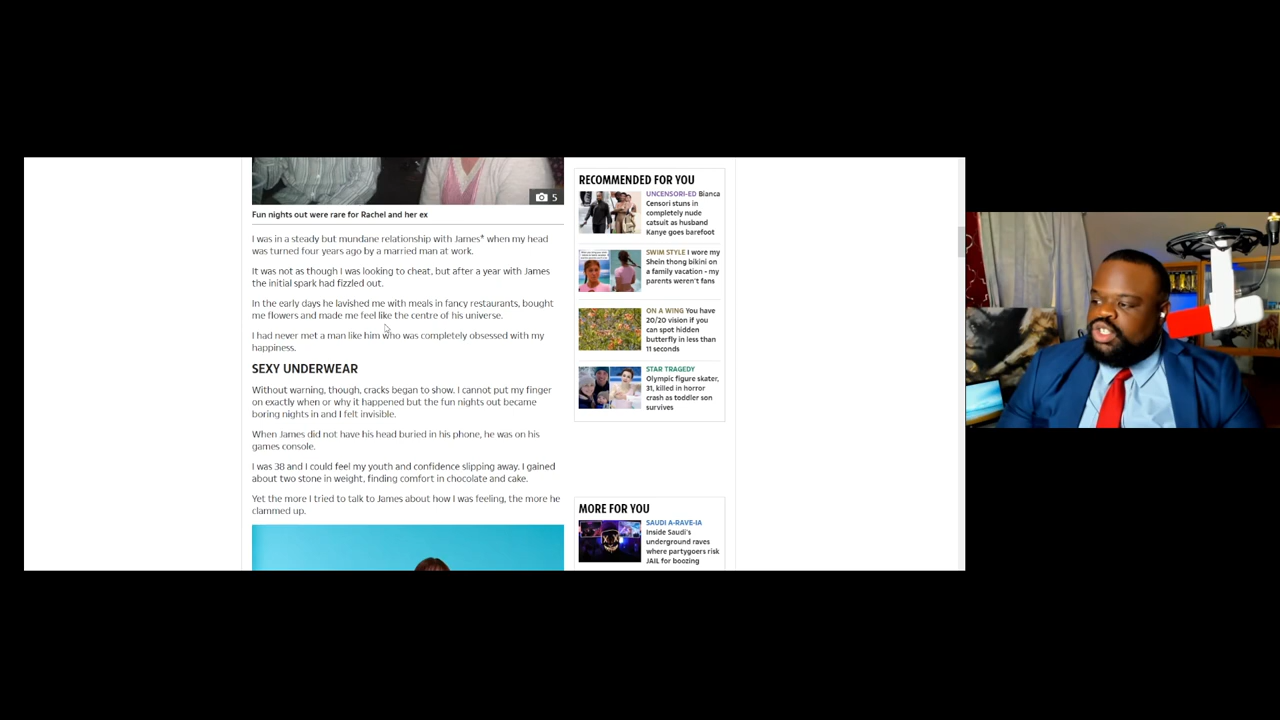 5
Fun nights out were rare for Rachel and her ex
I was in a steady but mundane relationship with James* when my head
was turned four years ago by a married man at work.
It was not as though I was looking to cheat, but after a year with James
the initial spark had fizzled out.
In the early days he lavished me with meals in fancy restaurants, bought
me flowers and made me feel like the centre of his universe.
I had never met a man like him who was completely obsessed with my
happiness.
SEXY UNDERWEAR
Without warning, though, cracks began to show. I cannot put my finger
on exactly when or why it happened but the fun nights out became
boring nights in and I felt invisible.
When James did not have his head buried in his phone, he was on his
games console.
I was 38 and I could feel my youth and confidence slipping away. I gained
about two stone in weight, finding comfort in chocolate and cake.
Yet the more I tried to talk to James about how I was feeling, the more he
clammed up.
RECOMMENDED FOR YOU
UNCENSORI-ED Bianca
Censori stuns in
completely nude
catsuit as husband
Kanye goes barefoot
SWIM STYLE I wore my
Shein thong bikini on
a family vacation - my
parents weren't fans
ON A WING You have
20/20 vision if you
can spot hidden
butterfly in less than
11 seconds
STAR TRAGEDY
Olympic figure skater,
31, killed in horror
crash as toddler son
survives
MORE FOR YOU
SAUDI A-RAVE-IA
Inside Saudi's
underground raves
where partygoers risk
JAIL for boozing